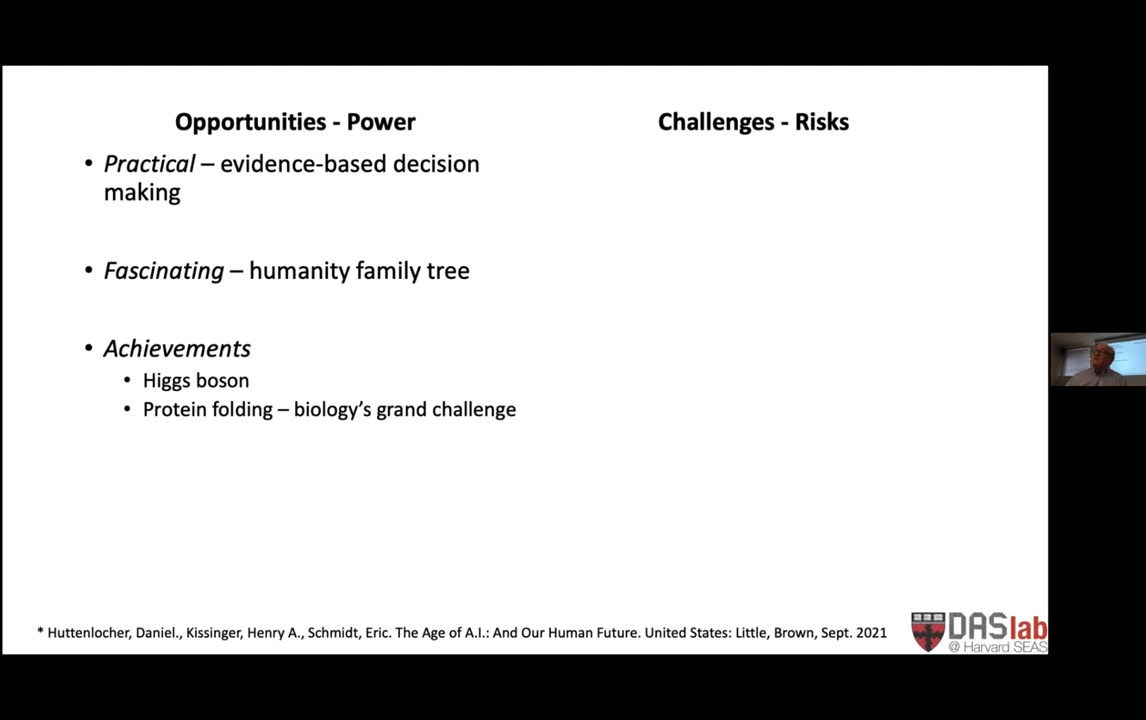 Opportunities - Power
• Practical – evidence-based decision
making
• Fascinating – humanity family tree
• Achievements
• Higgs boson
• Protein folding – biology's grand challenge
Challenges - Risks
* Huttenlocher, Daniel., Kissinger, Henry A., Schmidt, Eric. The Age of A.I.: And Our Human Future. United States: Little, Brown, Sept. 2021
DASlab
@ Harvard SEAS